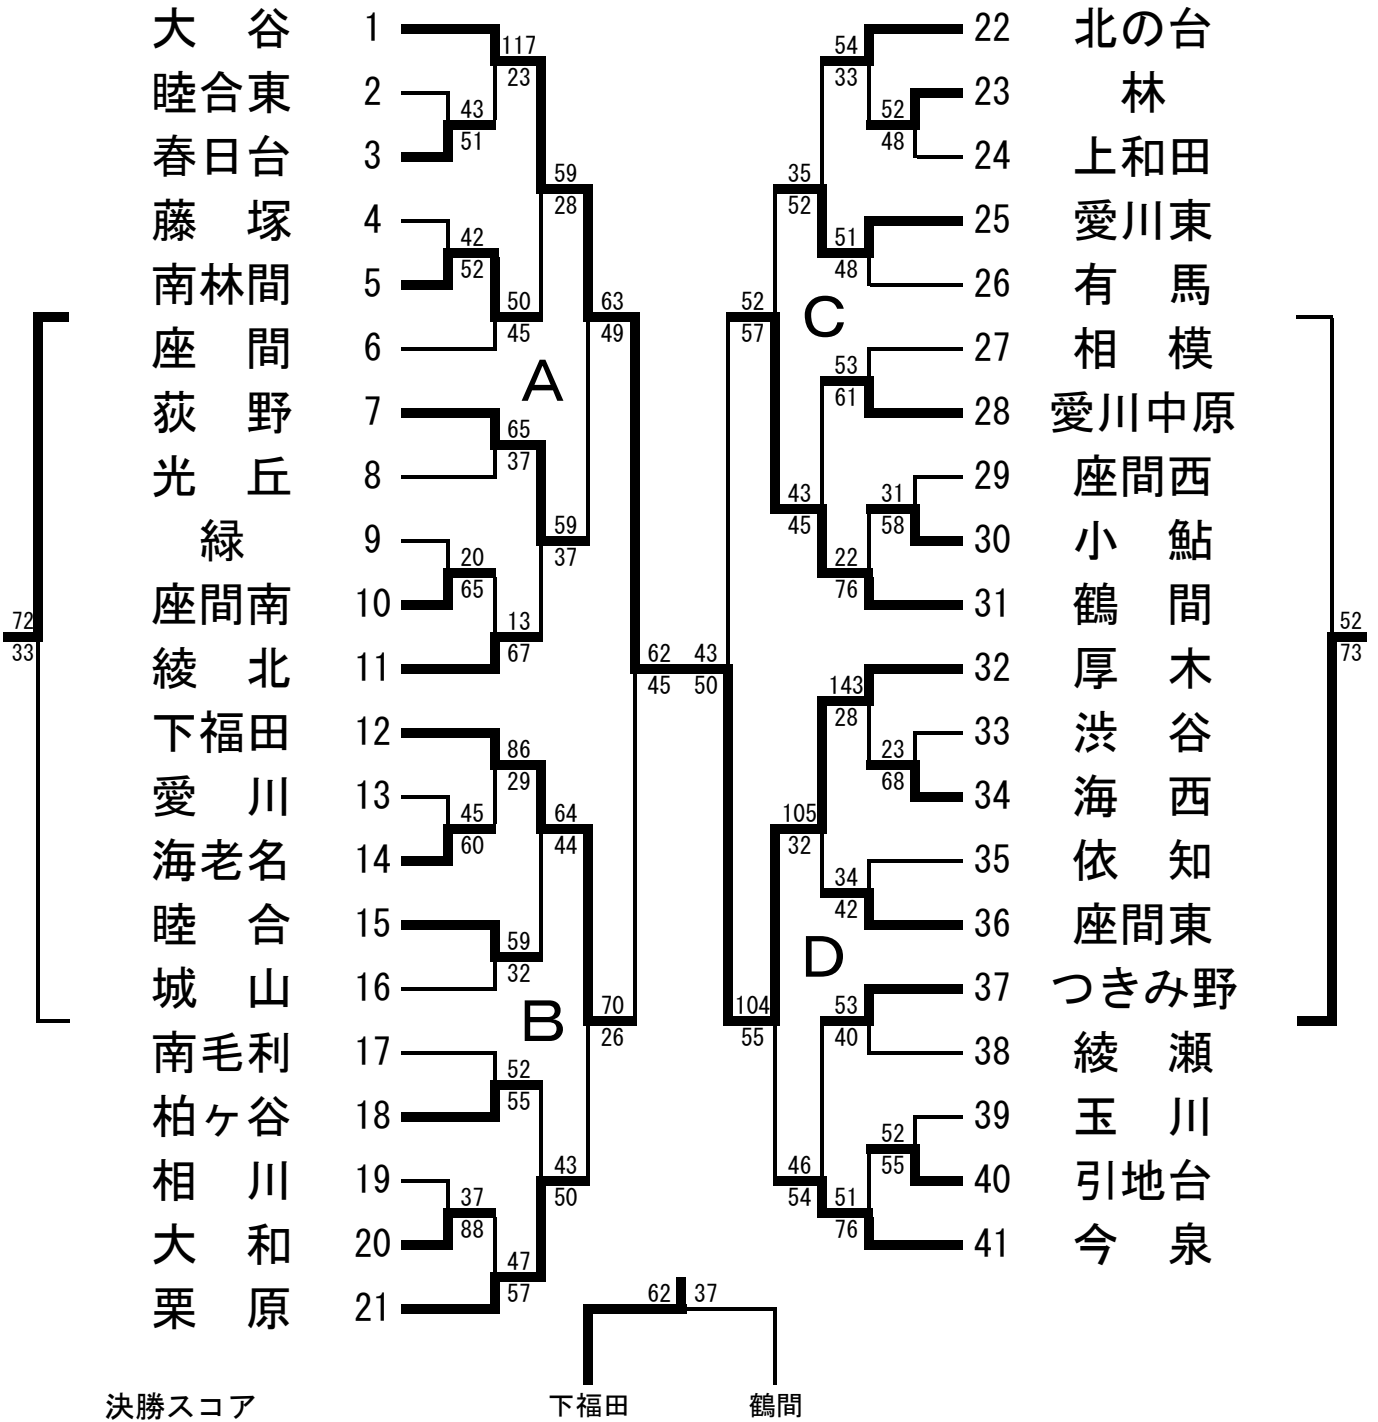 大　谷 1
睦合東 2
春日台 3
藤　塚 4
南林間 5
座　間 6
荻　野 7
光　丘 8
緑 9
座間南 10
綾　北 11
下福田 12
愛　川 13
海老名 14
睦　合 15
城　山 16
南毛利 17
柏ヶ谷 18
相　川 19
大　和 20
栗　原 21
117
23
43
51
59
28
42
52
50
45
63
49
A
65
37
59
37
20
65
13
67
72
33
62
45
86
29
45
60
64
44
59
32
B
70
26
52
55
43
50
37
88
47
57
22 北の台
23 林
24 上和田
25 愛川東
26 有　馬
27 相　模
28 愛川中原
29 座間西
30 小　鮎
31 鶴　間
32 厚　木
33 渋　谷
34 海　西
35 依　知
36 座間東
37 つきみ野
38 綾　瀬
39 玉　川
40 引地台
41 今　泉
54
33
52
48
35
52
51
48
52
57
C
53
61
43
45
31
58
22
76
52
73
43
50
143
28
23
68
105
32
34
42
D
104
55
53
40
52
55
46
54
51
76
62 37
決勝スコア 下福田 鶴間